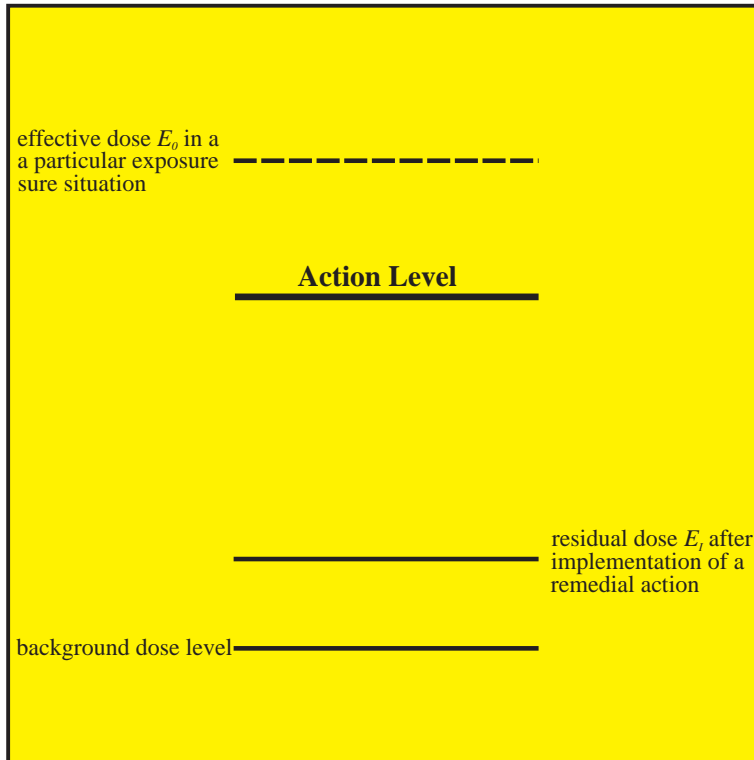 effective dose E₀ in a
a particular exposure
sure situation
Action Level
residual dose E₁ after
implementation of a
remedial action
background dose level